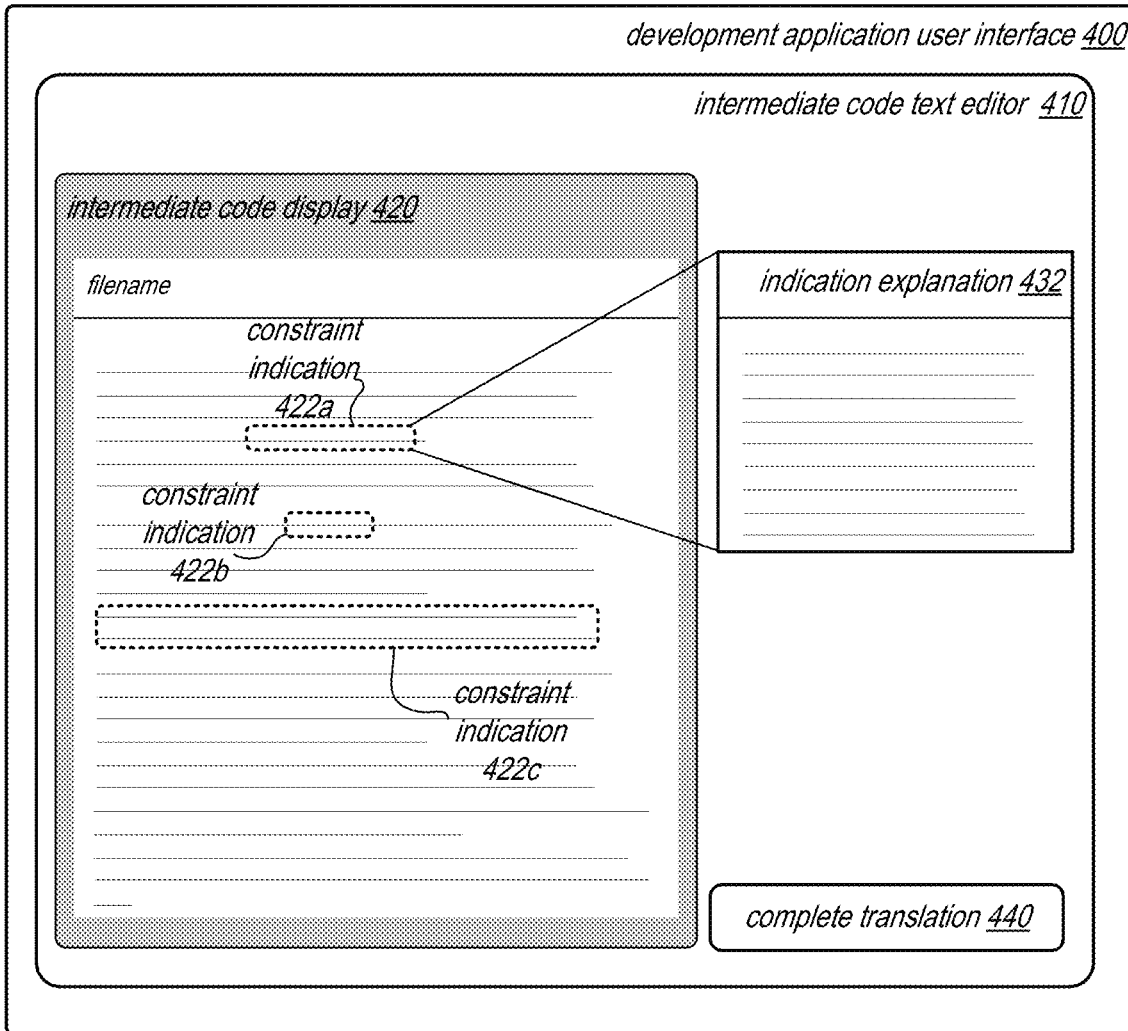 development application user interface 400
intermediate code text editor 410
intermediate code display 420
filename
indication explanation 432
constraint
indication
422a
constraint
indication
422b
constraint
indication
422c
complete translation 440